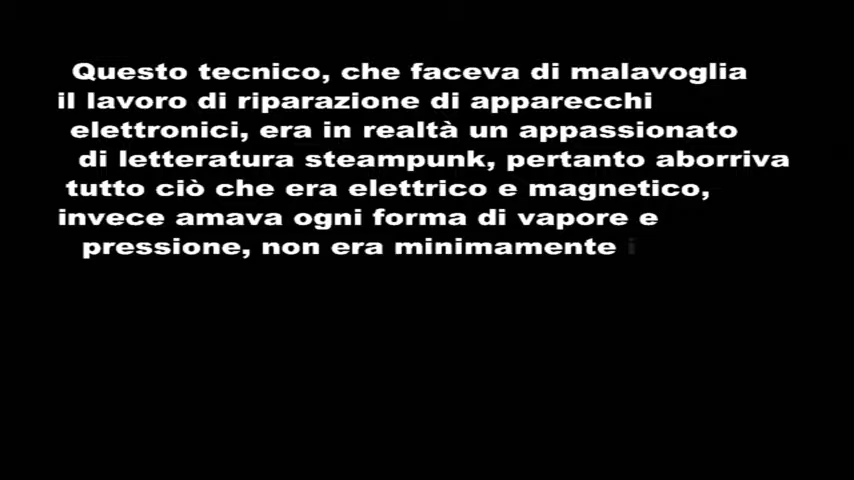 Questo tecnico, che faceva di malavoglia
il lavoro di riparazione di apparecchi
elettronici, era in realtà un appassionato
di letteratura steampunk, pertanto aborriva
tutto ciò che era elettrico e magnetico,
invece amava ogni forma di vapore e
pressione, non era minimamente i